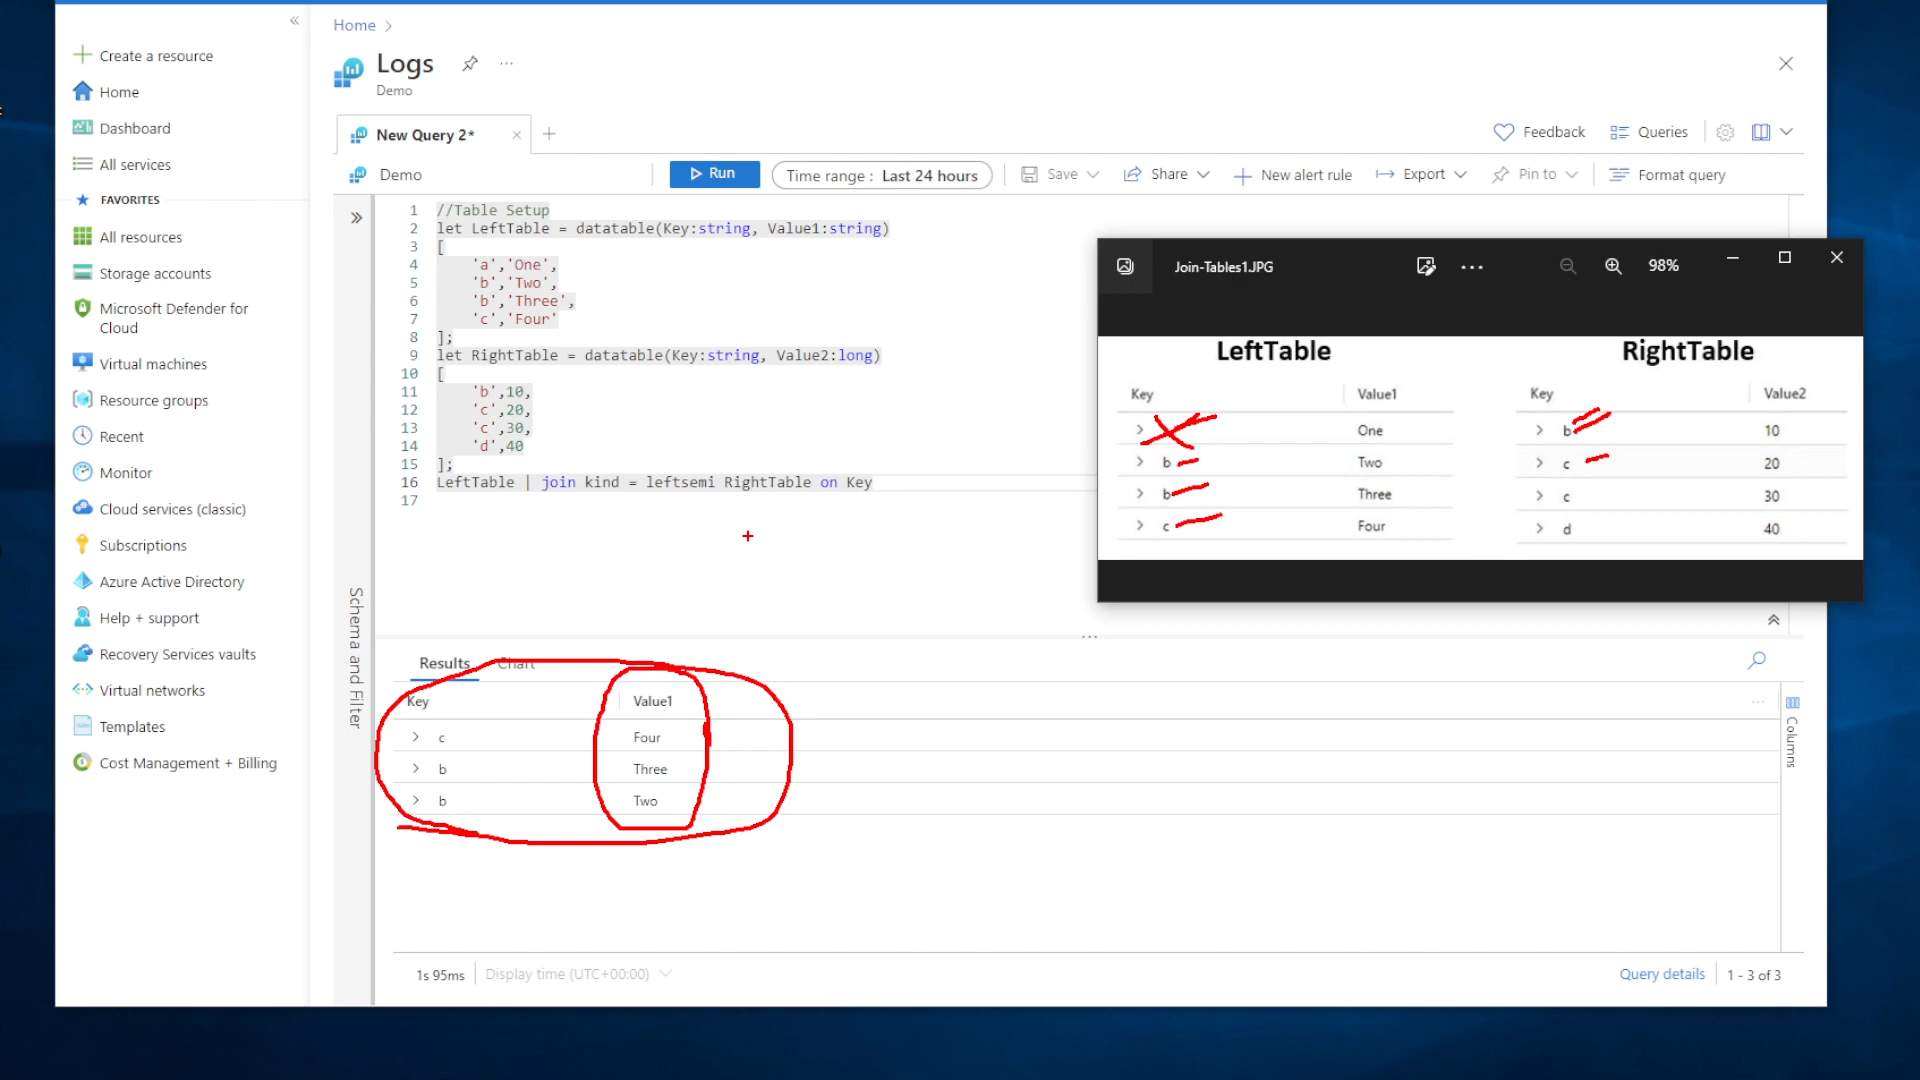 Create a resource
Home
Dashboard
All services
FAVORITES
All resources
Storage accounts
Microsoft Defender for
Cloud
Virtual machines
Resource groups
Recent
Monitor
Cloud services (classic)
Subscriptions
Azure Active Directory
Help + support
Recovery Services vaults
Virtual networks
Templates
Cost Management + Billing
Home >
Logs
Demo
New Query 2*
Feedback
Queries
Demo
Run
Time range : Last 24 hours
Save
Share
New alert rule
Export
Pin to
Format query
Schema and Filter
1 //Table Setup
2 let LeftTable = datatable(Key:string, Value1:string)
3 [
4 'a','One',
5 'b','Two',
6 'b','Three',
7 'c','Four'
8 ];
9 let RightTable = datatable(Key:string, Value2:long)
10 [
11 'b',10,
12 'c',20,
13 'c',30,
14 'd',40
15 ];
16 LeftTable | join kind = leftsemi RightTable on Key
17
Join-Tables1.JPG
98%
LeftTable
Key Value1
One
b Two
b Three
c Four
RightTable
Key Value2
b 10
c 20
c 30
d 40
Results Chart
Key Value1
c Four
b Three
b Two
Columns
1s 95ms
Display time (UTC+00:00)
Query details
1 - 3 of 3